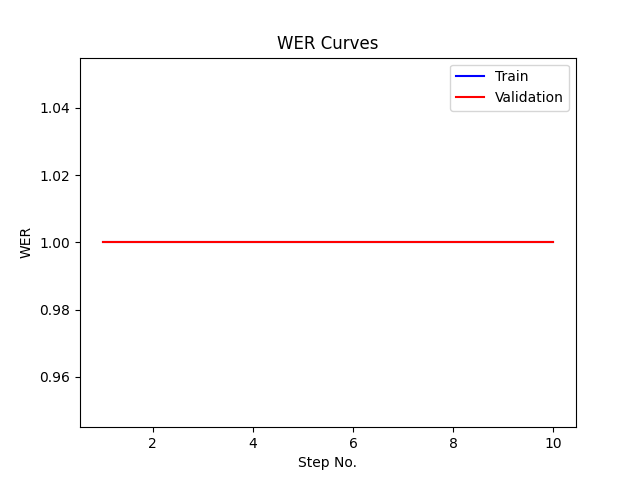 WER Curves
Train
Validation
1.04
1.02
1.00
0.98
0.96
WER
2 4 6 8 10
Step No.